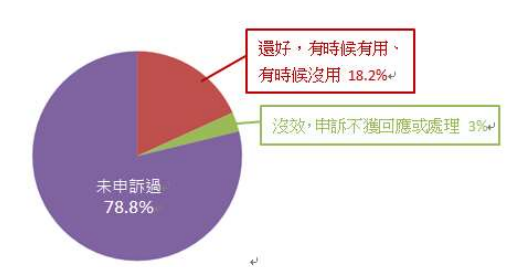 還好，有時候有用、
有時候沒用 18.2%
沒效，申訴不獲回應或處理 3%
未申訴過
78.8%